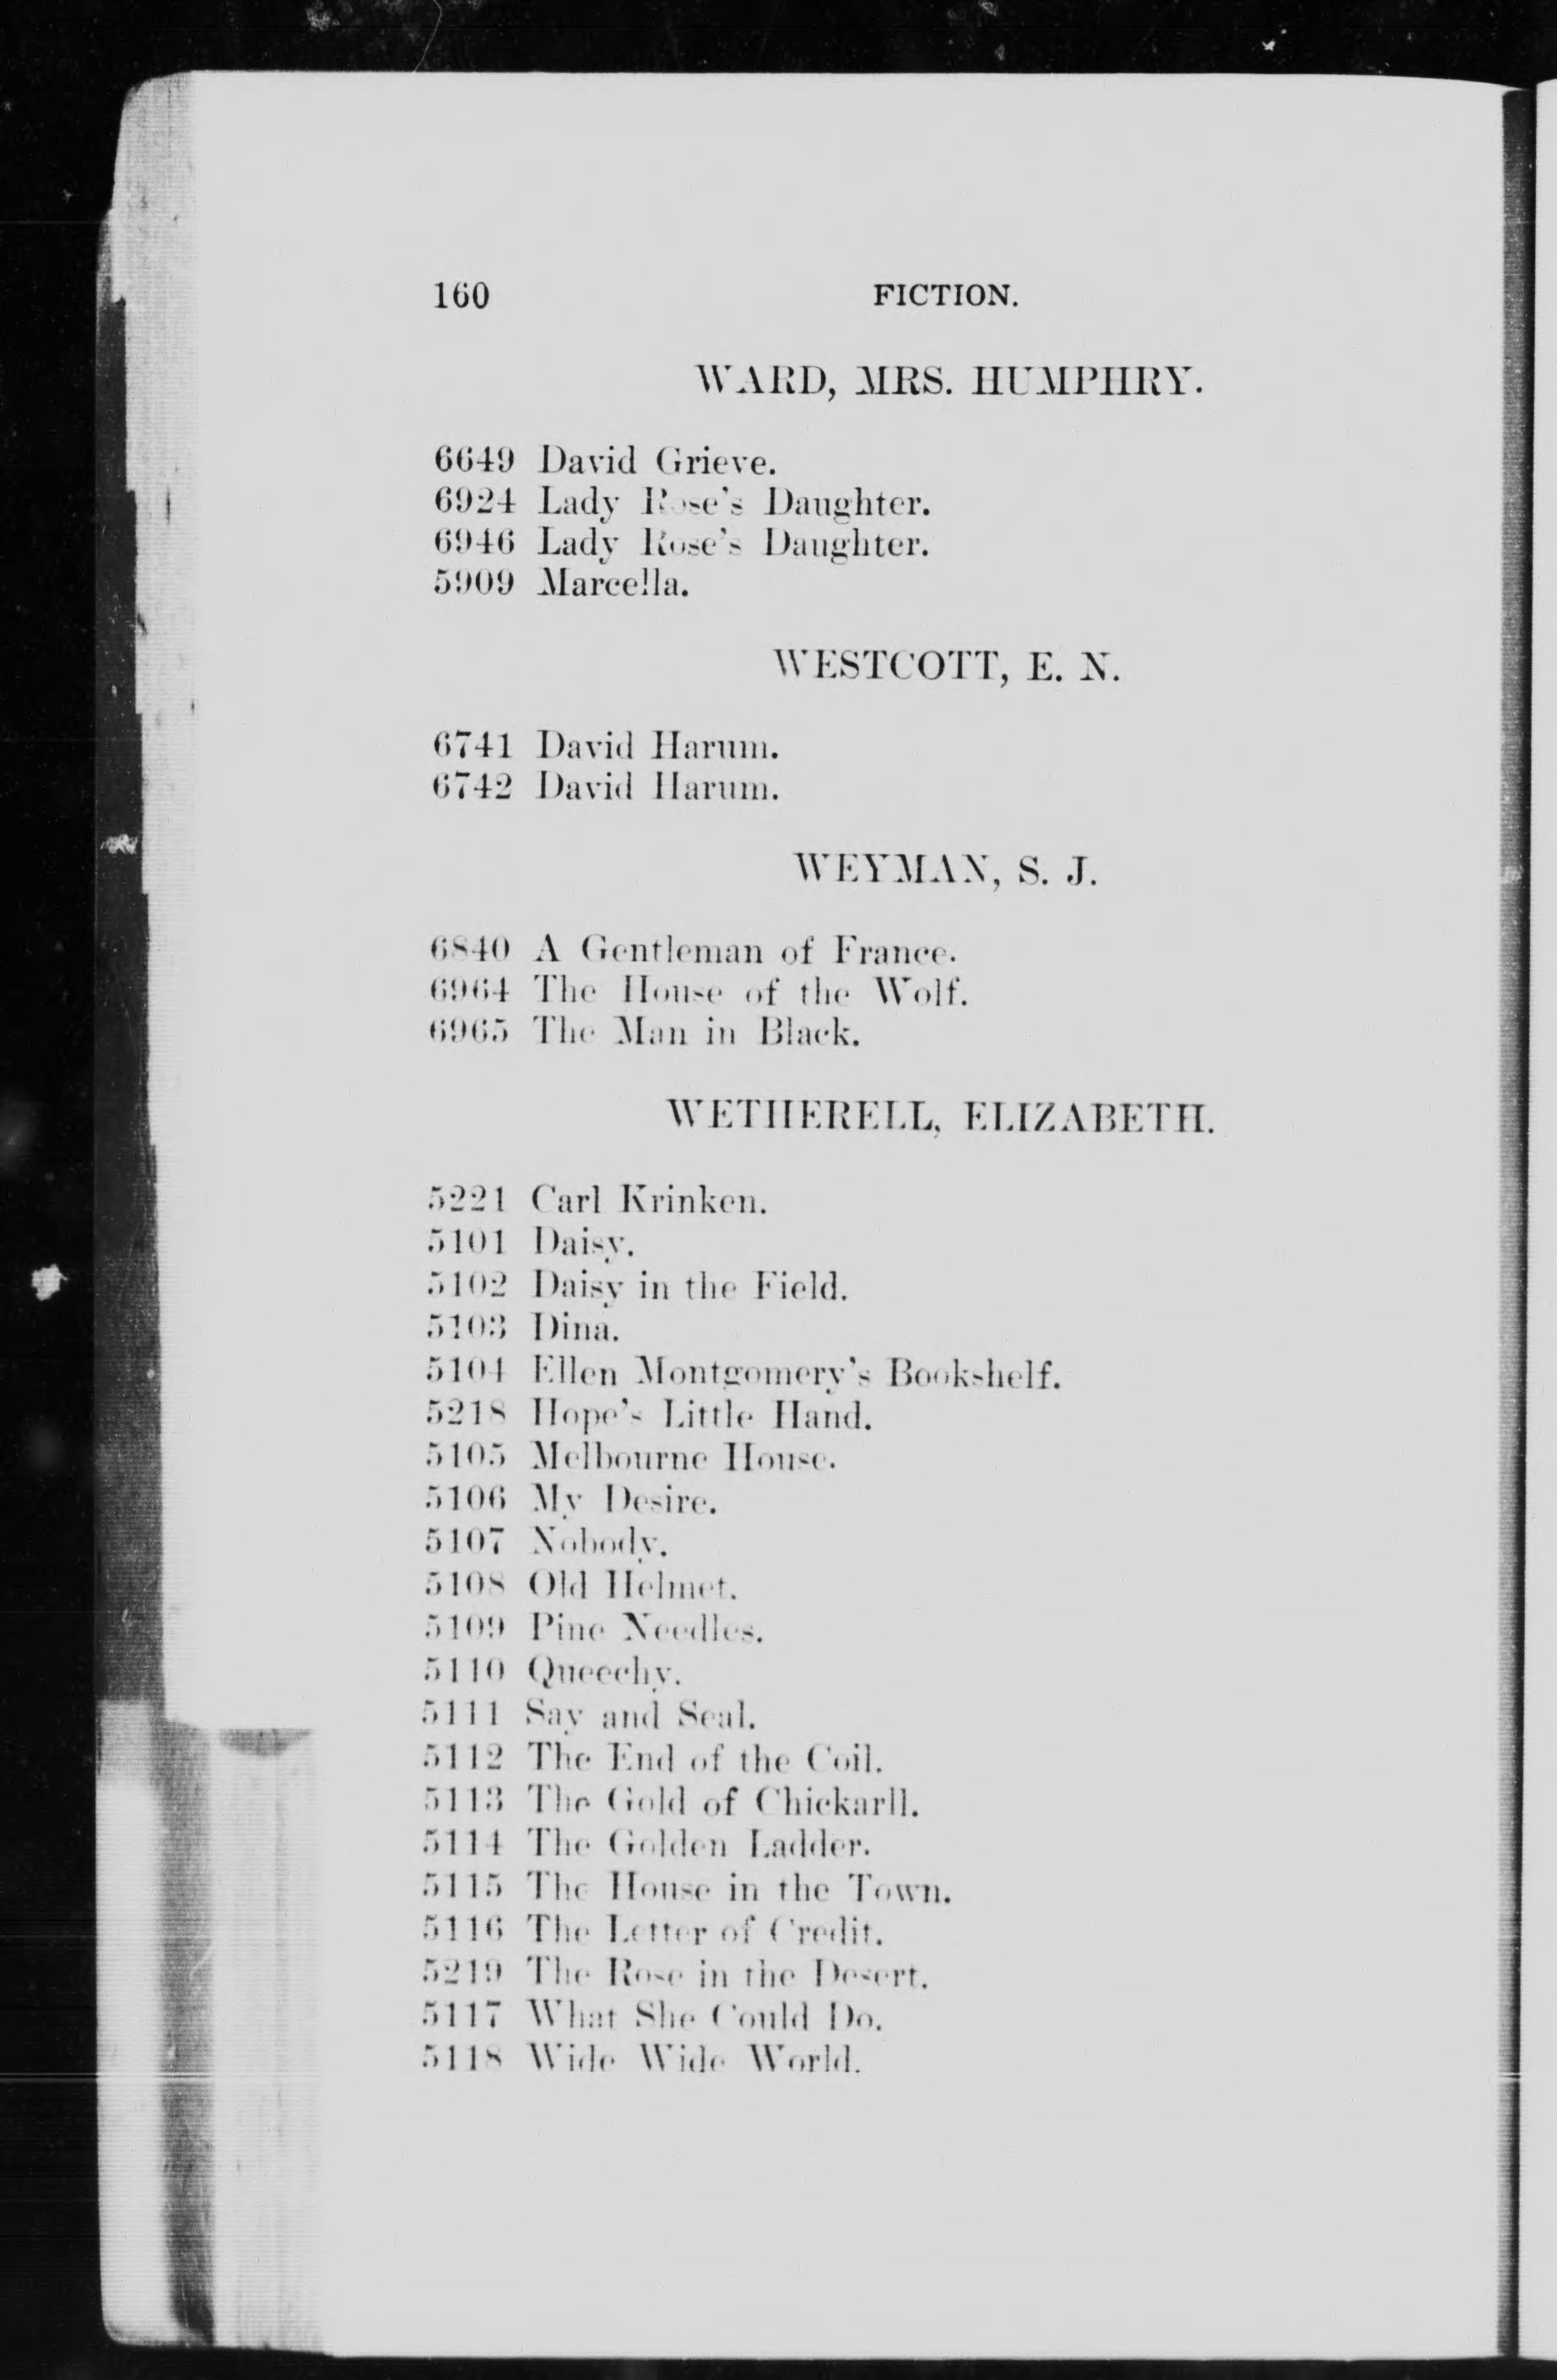 160 FICTION.
WARD, MRS. HUMPHRY.
6649 David Grieve.
6924 Lady Rose's Daughter.
6946 Lady Rose's Daughter.
5909 Marcella.
WESTCOTT, E. N.
6741 David Harum.
6742 David Harum.
WEYMAN, S. J.
6840 A Gentleman of France.
6964 The House of the Wolf.
6965 The Man in Black.
WETHERELL, ELIZABETH.
5221 Carl Krinken.
5101 Daisy.
5102 Daisy in the Field.
5103 Dina.
5104 Ellen Montgomery's Bookshelf.
5218 Hope's Little Hand.
5105 Melbourne House.
5106 My Desire.
5107 Nobody.
5108 Old Helmet.
5109 Pine Needles.
5110 Queechy.
5111 Say and Seal.
5112 The End of the Coil.
5113 The Gold of Chickarll.
5114 The Golden Ladder.
5115 The House in the Town.
5116 The Letter of Credit.
5219 The Rose in the Desert.
5117 What She Could Do.
5118 Wide Wide World.